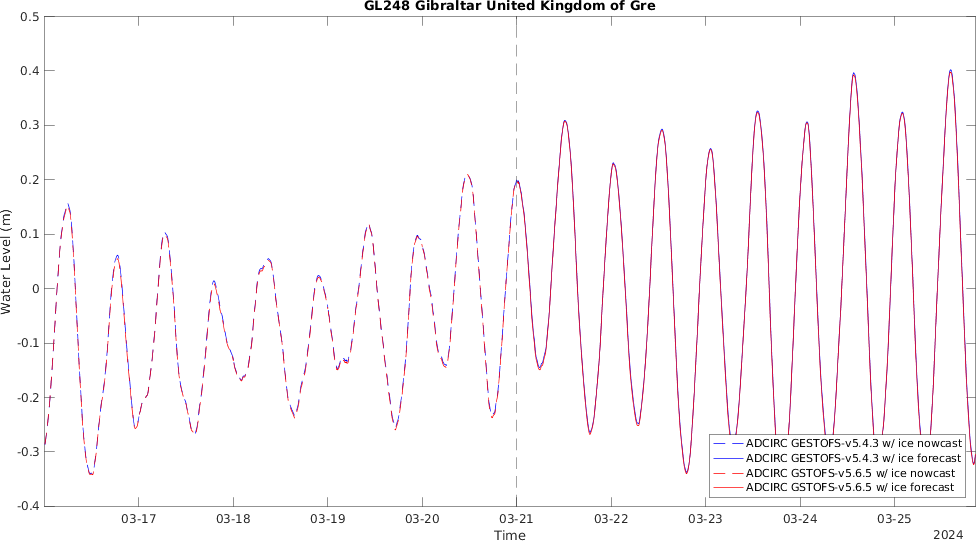 GL248 Gibraltar United Kingdom of Gre
0.5
0.4
0.3
0.2
0.1
0
-0.1
-0.2
-0.3
-0.4
Water Level (m)
ADCIRC GESTOFS-v5.4.3 w/ ice nowcast
ADCIRC GESTOFS-v5.4.3 w/ ice forecast
ADCIRC GSTOFS-v5.6.5 w/ ice nowcast
ADCIRC GSTOFS-v5.6.5 w/ ice forecast
03-17 03-18 03-19 03-20 03-21 03-22 03-23 03-24 03-25
Time
2024